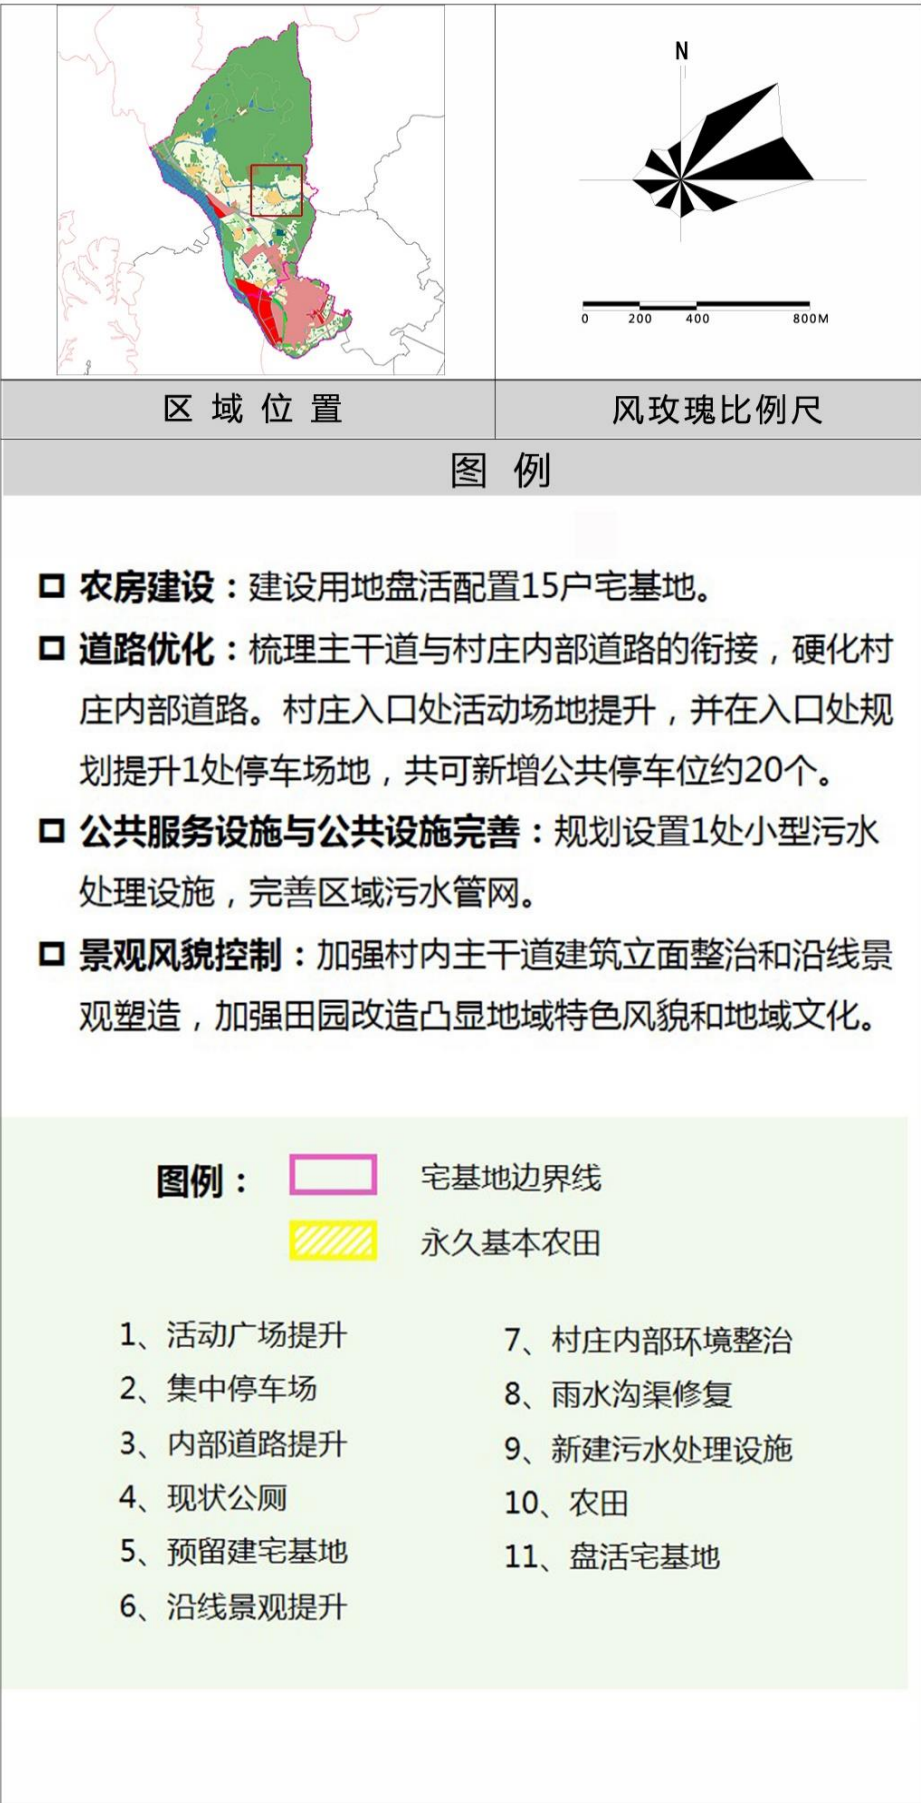 N
0 200 400 800M
区域位置
风玫瑰比例尺
图例
农房建设：建设用地盘活配置15户宅基地。
道路优化：梳理主干道与村庄内部道路的衔接，硬化村
庄内部道路。村庄入口处活动场地提升，并在入口处规
划提升1处停车场地，共可新增公共停车位约20个。
公共服务设施与公共设施完善：规划设置1处小型污水
处理设施，完善区域污水管网。
景观风貌控制：加强村内主干道建筑立面整治和沿线景
观塑造，加强田园改造凸显地域特色风貌和地域文化。
图例：
宅基地边界线
永久基本农田
1、活动广场提升
2、集中停车场
3、内部道路提升
4、现状公厕
5、预留建宅基地
6、沿线景观提升
7、村庄内部环境整治
8、雨水沟渠修复
9、新建污水处理设施
10、农田
11、盘活宅基地